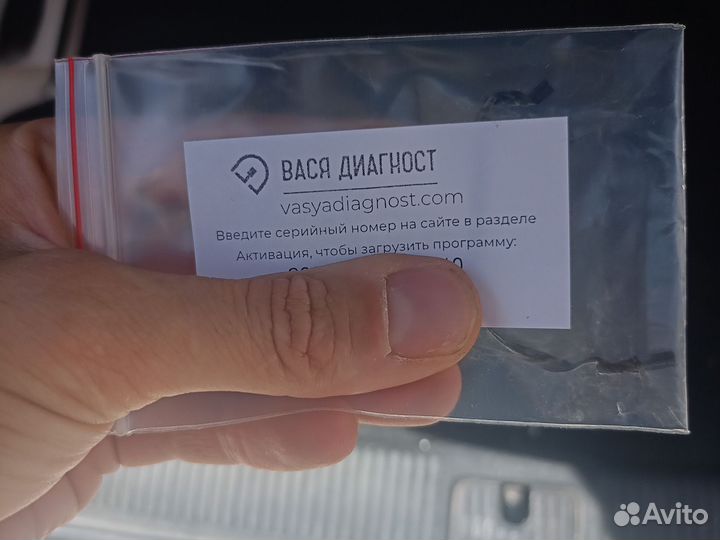 ВАСЯ ДИАГНОСТ
vasyadiagnost.com
Введите серийный номер на сайте в разделе
Активация, чтобы загрузить программу:
Avito